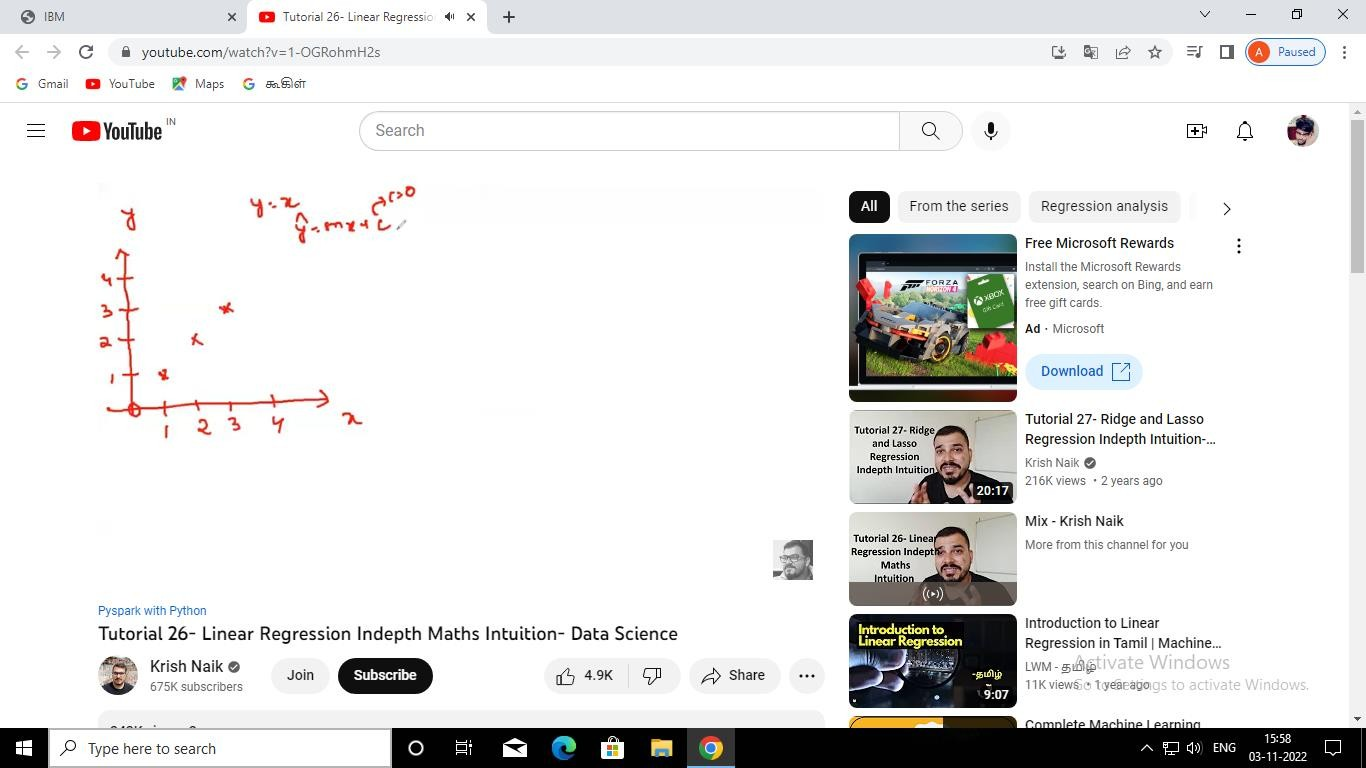 IBM
Tutorial 26- Linear Regressio
youtube.com/watch?v=1-OGRohmH2s
A Paused
Gmail YouTube Maps கூகிள்
YouTube IN
Search
y = x
c>0
ŷ = mx + c
y
4
3
2
1
1 2 3 4 x
Pyspark with Python
Tutorial 26- Linear Regression Indepth Maths Intuition- Data Science
Krish Naik
675K subscribers
Join
Subscribe
4.9K
Share
All From the series Regression analysis
FORZA
HORIZON 4
XBOX
Free Microsoft Rewards
Install the Microsoft Rewards
extension, search on Bing, and earn
free gift cards.
Ad · Microsoft
Download
Tutorial 27- Ridge
and Lasso
Regression
Indepth Intuition-
20:17
Tutorial 27- Ridge and Lasso
Regression Indepth Intuition-...
Krish Naik
216K views • 2 years ago
Tutorial 26- Linear
Regression Indepth
Maths
Intuition
Mix - Krish Naik
More from this channel for you
Introduction to
Linear Regression
-தமிழ்
9:07
Introduction to Linear
Regression in Tamil | Machine...
LWM - தமிழ்
11K views • 1 year ago
Activate Windows
Go to Settings to activate Windows.
Complete Machine Learning
Type here to search
ENG
15:58
03-11-2022